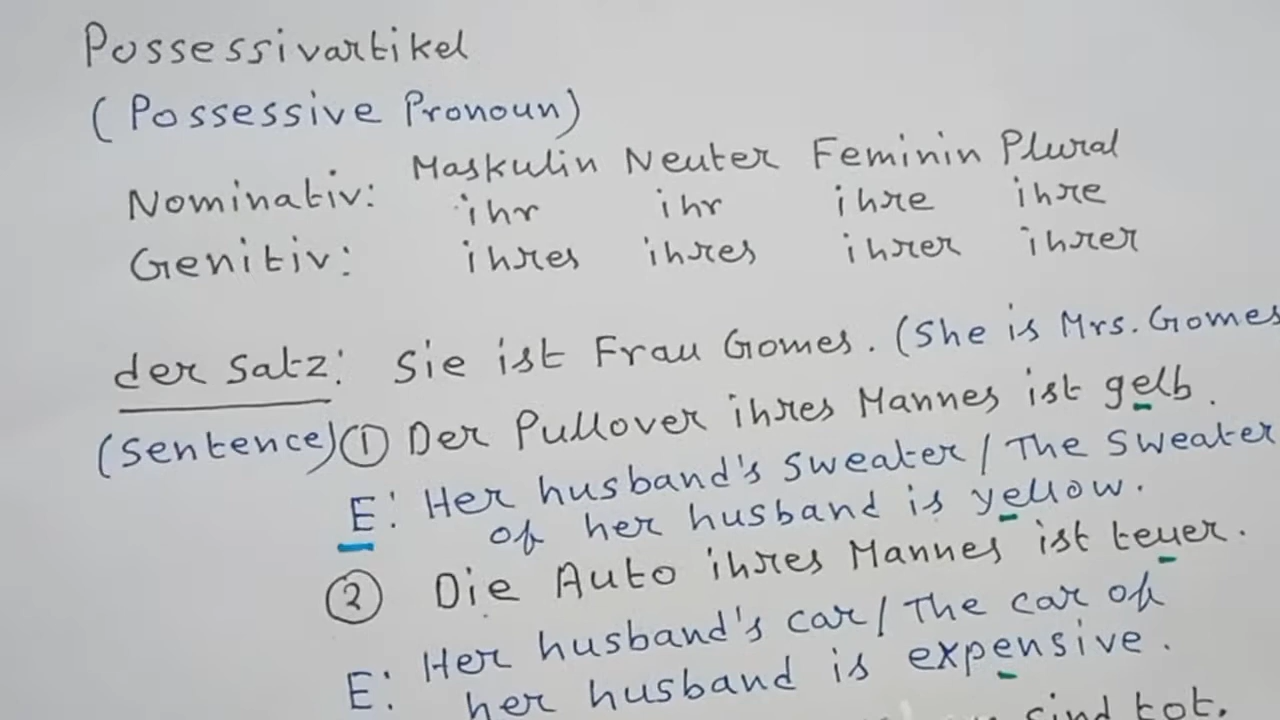 Possessivartikel
(Possessive Pronoun)
Maskulin Neuter Feminin Plural
Nominativ: ihr ihr ihre ihre
Genitiv: ihres ihres ihrer ihrer
der Satz: Sie ist Frau Gomes. (She is Mrs. Gomes
(Sentence) ① Der Pullover ihres Mannes ist gelb.
E: Her husband's sweater / The sweater
of her husband is yellow.
② Die Auto ihres Mannes ist teuer.
E: Her husband's car / The car of
her husband is expensive.
sind tot.